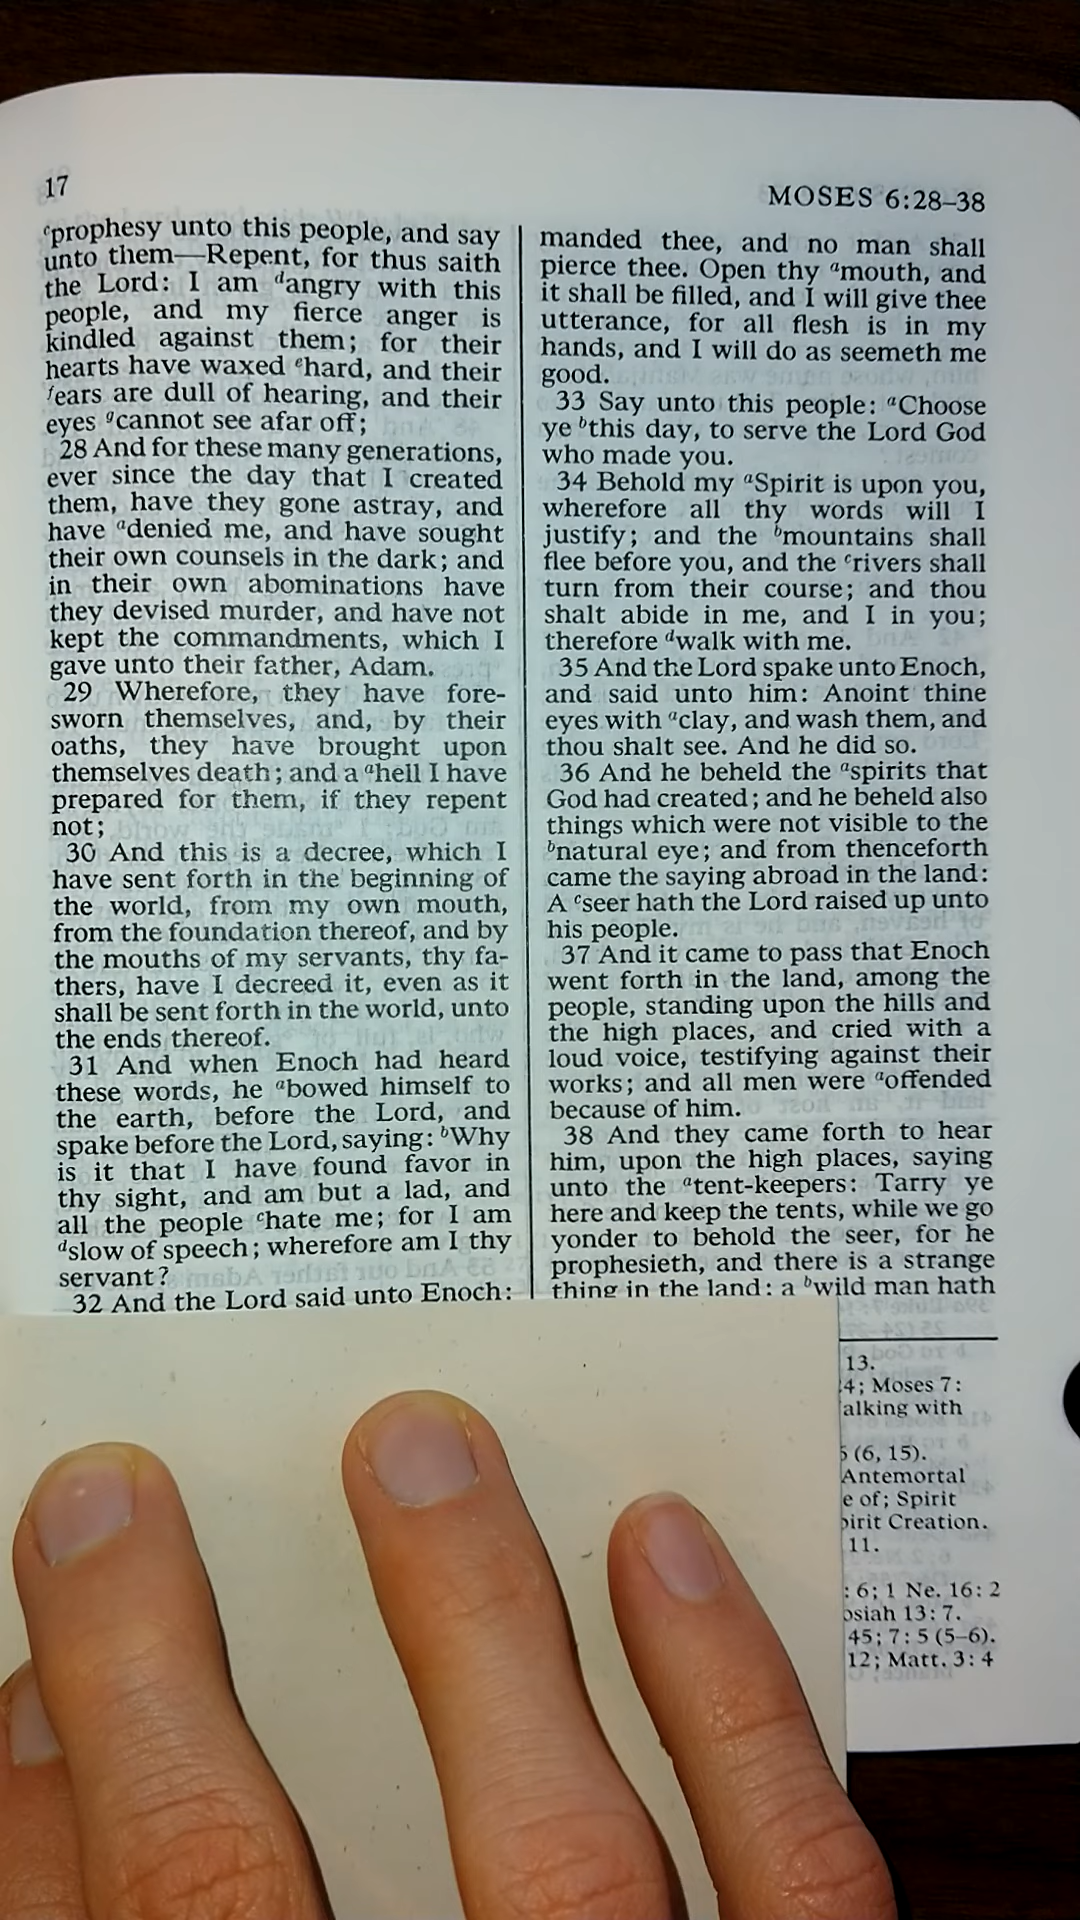 17
MOSES 6:28–38
ᶜprophesy unto this people, and say
unto them—Repent, for thus saith
the Lord: I am ᵈangry with this
people, and my fierce anger is
kindled against them; for their
hearts have waxed ᵉhard, and their
ᶠears are dull of hearing, and their
eyes ᵍcannot see afar off;
28 And for these many generations,
ever since the day that I created
them, have they gone astray, and
have ᵃdenied me, and have sought
their own counsels in the dark; and
in their own abominations have
they devised murder, and have not
kept the commandments, which I
gave unto their father, Adam.
29 Wherefore, they have fore-
sworn themselves, and, by their
oaths, they have brought upon
themselves death; and a ᵃhell I have
prepared for them, if they repent
not;
30 And this is a decree, which I
have sent forth in the beginning of
the world, from my own mouth,
from the foundation thereof, and by
the mouths of my servants, thy fa-
thers, have I decreed it, even as it
shall be sent forth in the world, unto
the ends thereof.
31 And when Enoch had heard
these words, he ᵃbowed himself to
the earth, before the Lord, and
spake before the Lord, saying: ᵇWhy
is it that I have found favor in
thy sight, and am but a lad, and
all the people ᶜhate me; for I am
ᵈslow of speech; wherefore am I thy
servant?
32 And the Lord said unto Enoch:
manded thee, and no man shall
pierce thee. Open thy ᵃmouth, and
it shall be filled, and I will give thee
utterance, for all flesh is in my
hands, and I will do as seemeth me
good.
33 Say unto this people: ᵃChoose
ye ᵇthis day, to serve the Lord God
who made you.
34 Behold my ᵃSpirit is upon you,
wherefore all thy words will I
justify; and the ᵇmountains shall
flee before you, and the ᶜrivers shall
turn from their course; and thou
shalt abide in me, and I in you;
therefore ᵈwalk with me.
35 And the Lord spake unto Enoch,
and said unto him: Anoint thine
eyes with ᵃclay, and wash them, and
thou shalt see. And he did so.
36 And he beheld the ᵃspirits that
God had created; and he beheld also
things which were not visible to the
ᵇnatural eye; and from thenceforth
came the saying abroad in the land:
A ᶜseer hath the Lord raised up unto
his people.
37 And it came to pass that Enoch
went forth in the land, among the
people, standing upon the hills and
the high places, and cried with a
loud voice, testifying against their
works; and all men were ᵃoffended
because of him.
38 And they came forth to hear
him, upon the high places, saying
unto the ᵃtent-keepers: Tarry ye
here and keep the tents, while we go
yonder to behold the seer, for he
prophesieth, and there is a strange
thing in the land: a ᵇwild man hath
13.
4; Moses 7:
alking with
5 (6, 15).
Antemortal
e of; Spirit
pirit Creation.
11.
: 6; 1 Ne. 16: 2
osiah 13: 7.
45; 7: 5 (5–6).
12; Matt. 3: 4